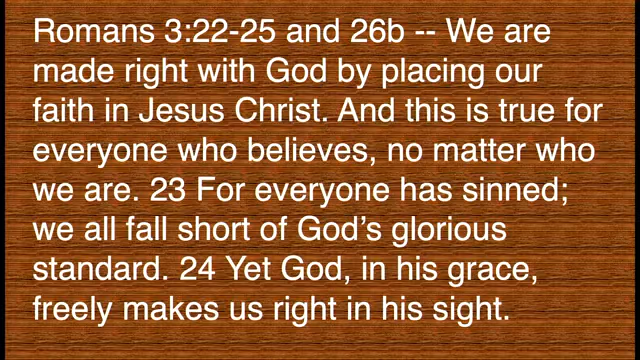 Romans 3:22-25 and 26b -- We are
made right with God by placing our
faith in Jesus Christ. And this is true for
everyone who believes, no matter who
we are. 23 For everyone has sinned;
we all fall short of God’s glorious
standard. 24 Yet God, in his grace,
freely makes us right in his sight.